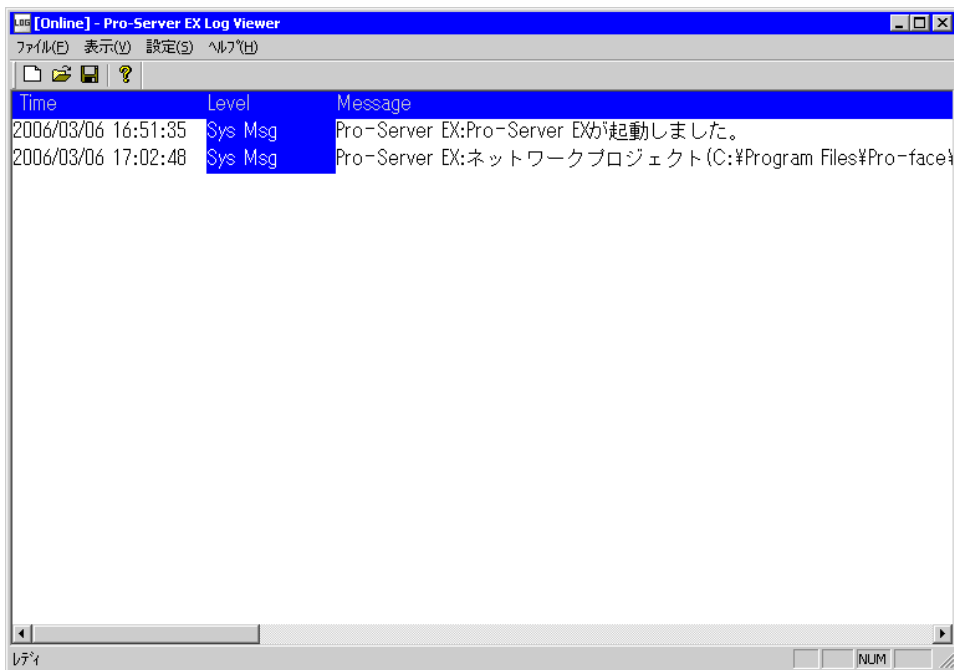 LOG [Online] - Pro-Server EX Log Viewer
ﾌｧｲﾙ(F) 表示(V) 設定(S) ﾍﾙﾌﾟ(H)
Time Level Message
2006/03/06 16:51:35 Sys Msg Pro-Server EX:Pro-Server EXが起動しました。
2006/03/06 17:02:48 Sys Msg Pro-Server EX:ネットワークプロジェクト(C:¥Program Files¥Pro-face¥
ﾚﾃﾞｨ NUM